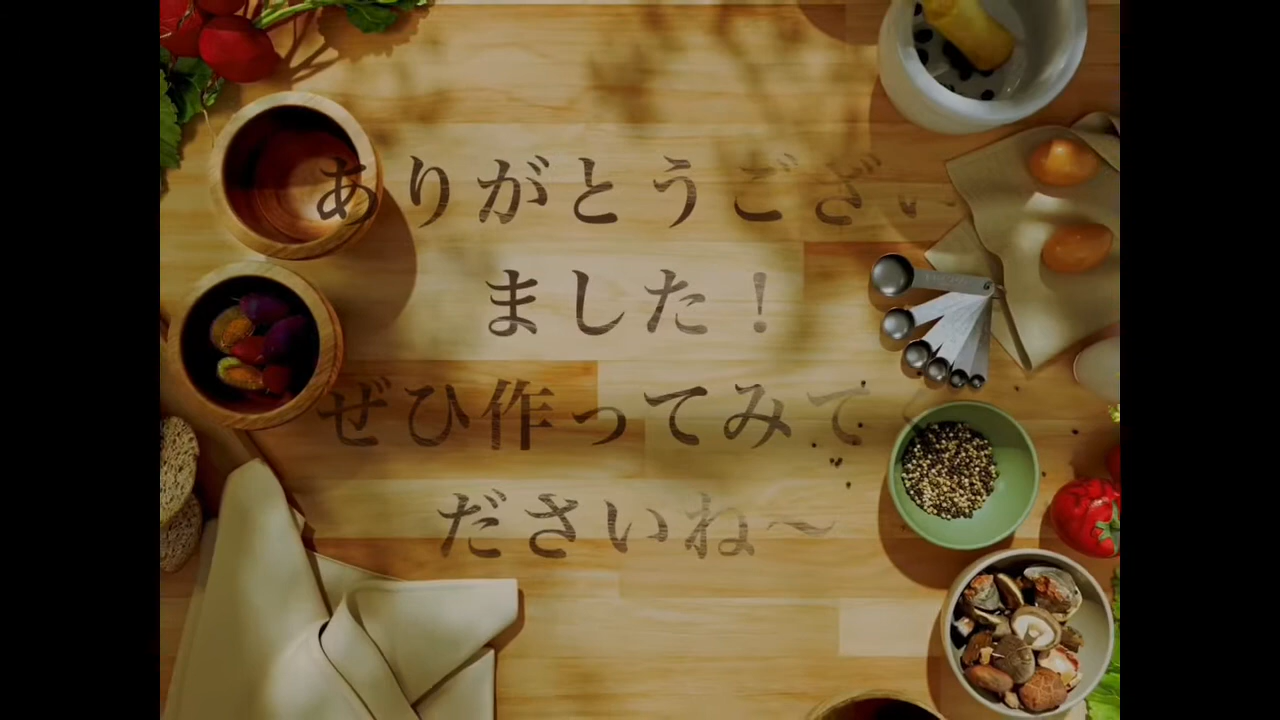 ありがとうござい
ました！
ぜひ作ってみて
ださいね〜